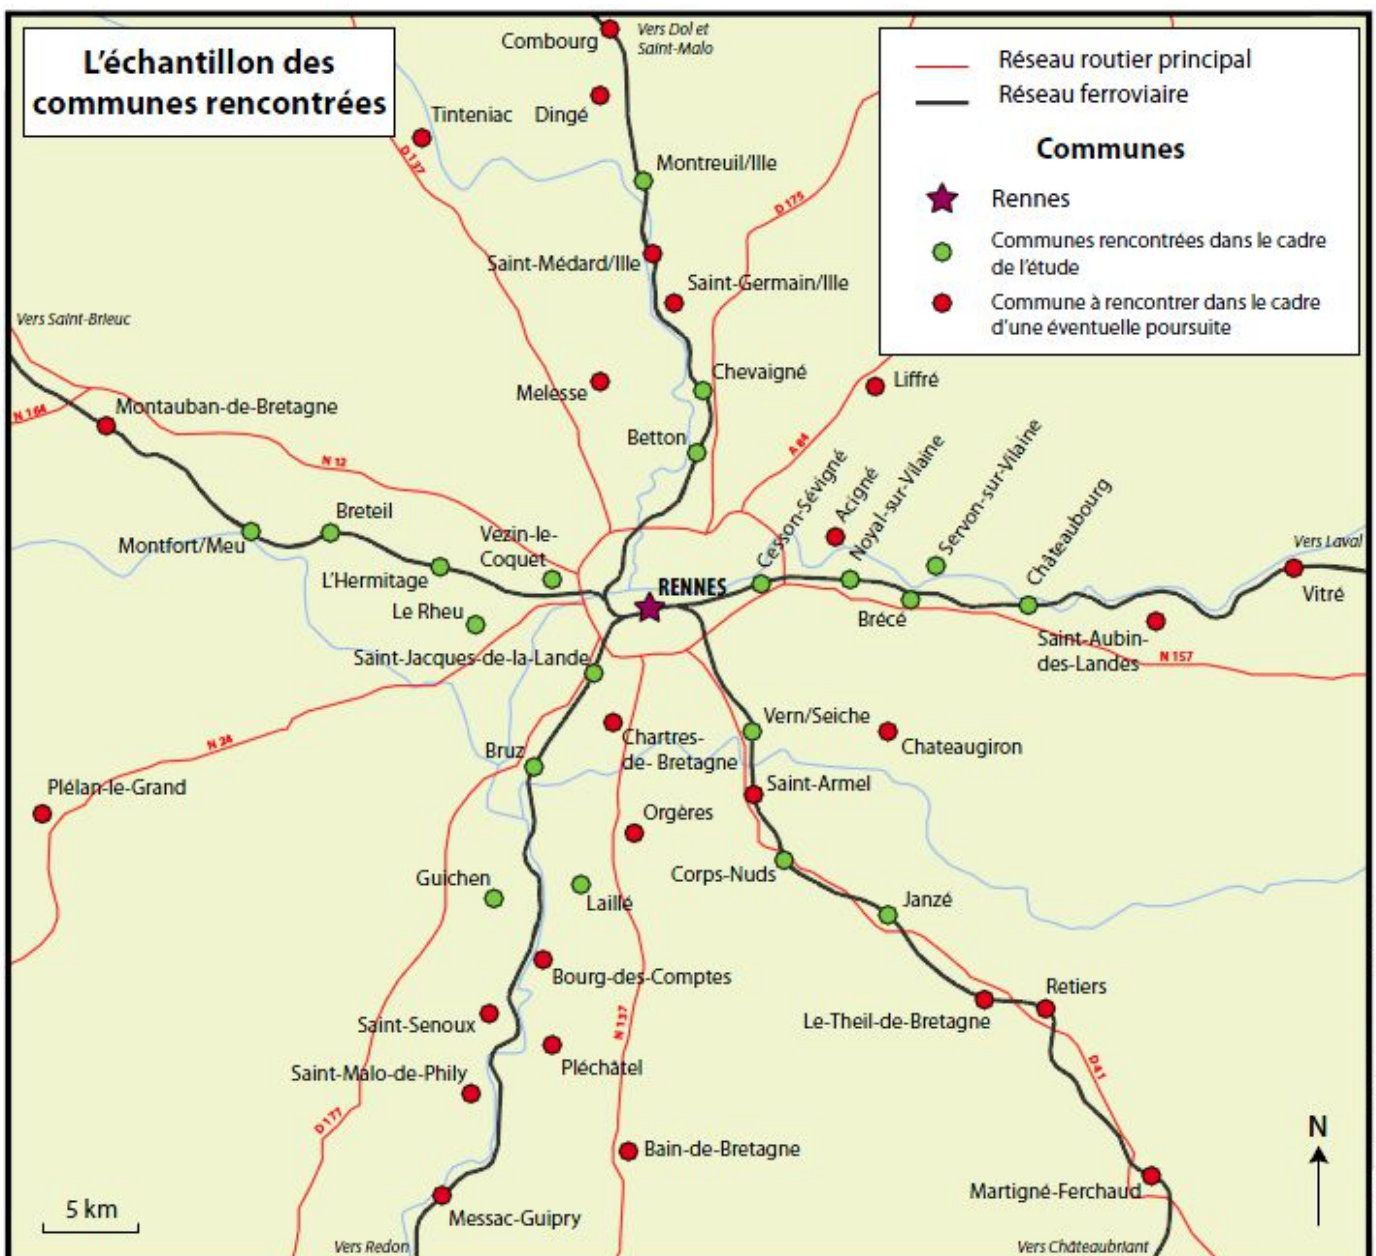 L'échantillon des
communes rencontrées
Combourg
Vers Dol et
Saint-Malo
Réseau routier principal
Réseau ferroviaire
Communes
Rennes
Communes rencontrées dans le cadre
de l'étude
Commune à rencontrer dans le cadre
d'une éventuelle poursuite
Tinteniac
Dingé
D137
Montreuil/Ille
D 175
Saint-Médard/Ille
Saint-Germain/Ille
Vers Saint-Brieuc
Chevaigné
Liffré
Melesse
N 164
Montauban-de-Bretagne
Betton
A 84
N 12
Cesson-Sévigné
Acigné
Noyal-sur-Vilaine
Servon-sur-Vilaine
Châteaubourg
Breteil
Montfort/Meu
Vezin-le-
Coquet
L'Hermitage
Vers Laval
RENNES
Vitré
Le Rheu
Brécé
Saint-Aubin-
des-Landes
N 157
Saint-Jacques-de-la-Lande
Vern/Seiche
Chateaugiron
N 24
Bruz
Chartres-
de- Bretagne
Plélan-le-Grand
Saint-Armel
Orgères
Guichen
Corps-Nuds
Laillé
Janzé
Bourg-des-Comptes
Retiers
Le-Theil-de-Bretagne
Saint-Senoux
N 137
Pléchâtel
Saint-Malo-de-Phily
D41
D 177
Bain-de-Bretagne
N
Martigné-Ferchaud
5 km
Messac-Guipry
Vers Redon
Vers Châteaubriant